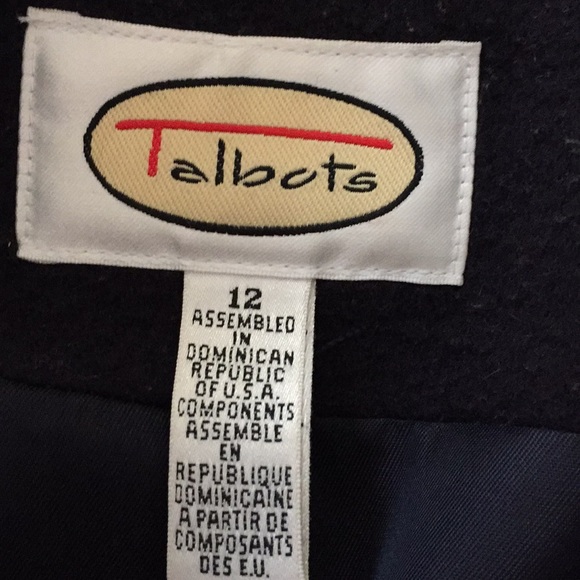 Talbots
12
ASSEMBLED
IN
DOMINICAN
REPUBLIC
OF U.S.A.
COMPONENTS
ASSEMBLE
EN
REPUBLIQUE
DOMINICAINE
A PARTIR DE
COMPOSANTS
DES E.U.